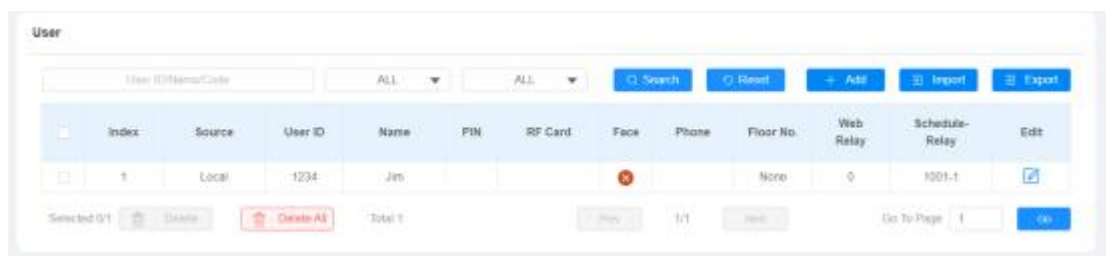 User
User ID/Name/Code ALL ALL Search Reset + Add Import Export
Index Source User ID Name PIN RF Card Face Phone Floor No. Web Relay Schedule-Relay Edit
1 Local 1234 Jim None 0 1001-1
Selected 0/1 Delete Delete All Total 1 Prev 1/1 Next Go To Page 1 Go